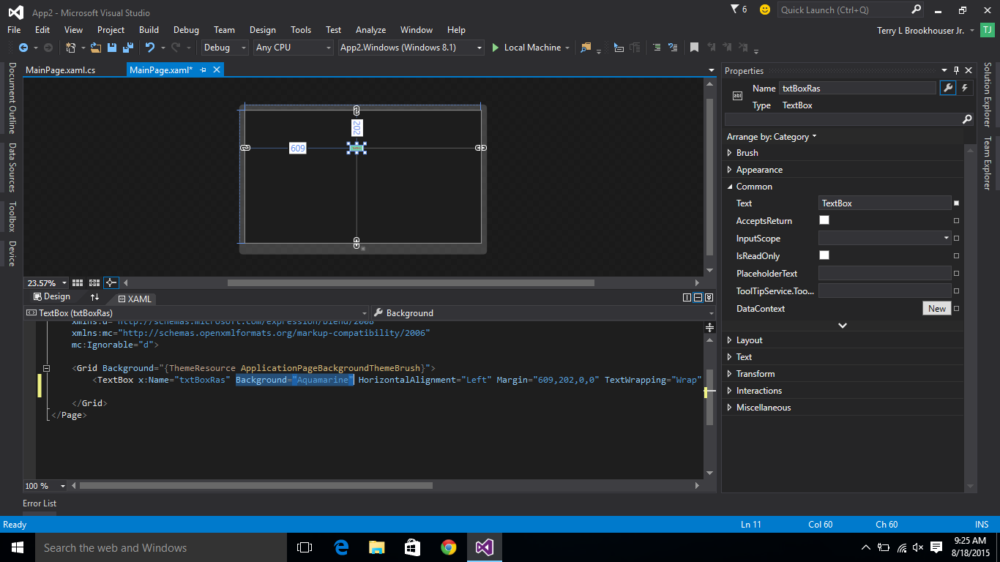 App2 - Microsoft Visual Studio
6
Quick Launch (Ctrl+Q)
File Edit View Project Build Debug Team Design Tools Test Analyze Window Help
Terry L Brookhouser Jr.
TJ
Debug
Any CPU
App2.Windows (Windows 8.1)
Local Machine
Document Outline
Data Sources
Toolbox
Device
MainPage.xaml.cs
MainPage.xaml*
202
609
23.57%
Design
XAML
TextBox (txtBoxRas)
Background
xmlns:d="http://schemas.microsoft.com/expression/blend/2008"
xmlns:mc="http://schemas.openxmlformats.org/markup-compatibility/2006"
mc:Ignorable="d">
<Grid Background="{ThemeResource ApplicationPageBackgroundThemeBrush}">
<TextBox x:Name="txtBoxRas" Background="Aquamarine" HorizontalAlignment="Left" Margin="609,202,0,0" TextWrapping="Wrap"
</Grid>
</Page>
100 %
Properties
Name txtBoxRas
abl
Type TextBox
Arrange by: Category
Brush
Appearance
Common
Text TextBox
AcceptsReturn
InputScope
IsReadOnly
PlaceholderText
ToolTipService.Too...
DataContext New
Layout
Text
Transform
Interactions
Miscellaneous
Solution Explorer
Team Explorer
Error List
Ready
Ln 11
Col 60
Ch 60
INS
Search the web and Windows
9:25 AM
8/18/2015